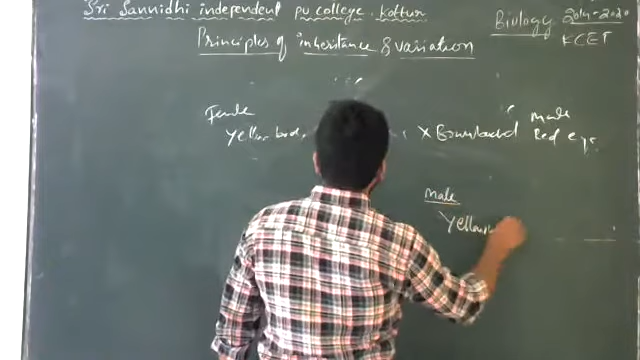 Sri Sannidhi independent pu college. Kottur
Biology 2019-2020
KCET
Principles of inheritance & variation
Female
Male
Yellow bod
X Brown bodied Red eye
Male
Yellow